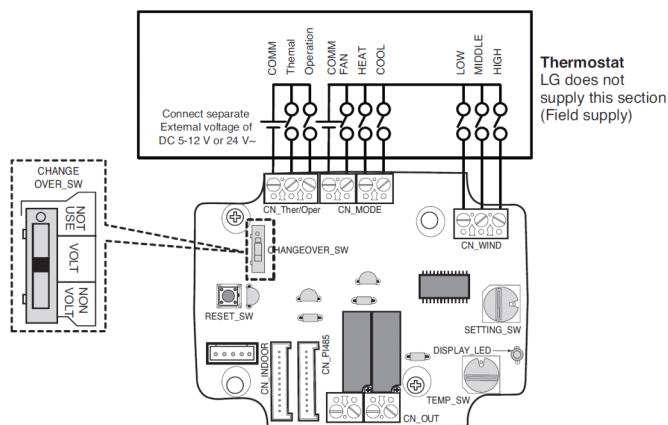 COMM
Thermal
Operation
COMM
FAN
HEAT
COOL
LOW
MIDDLE
HIGH
Thermostat
LG does not
supply this section
(Field supply)
Connect separate
External voltage of
DC 5-12 V or 24 V~
CHANGE
OVER_SW
NOT
USE
VOLT
NON
VOLT
CN_Ther/Oper
CN_MODE
CN_WIND
CHANGEOVER_SW
RESET_SW
SETTING_SW
CN_INDOOR
CN_PI485
DISPLAY_LED
TEMP_SW
CN_OUT